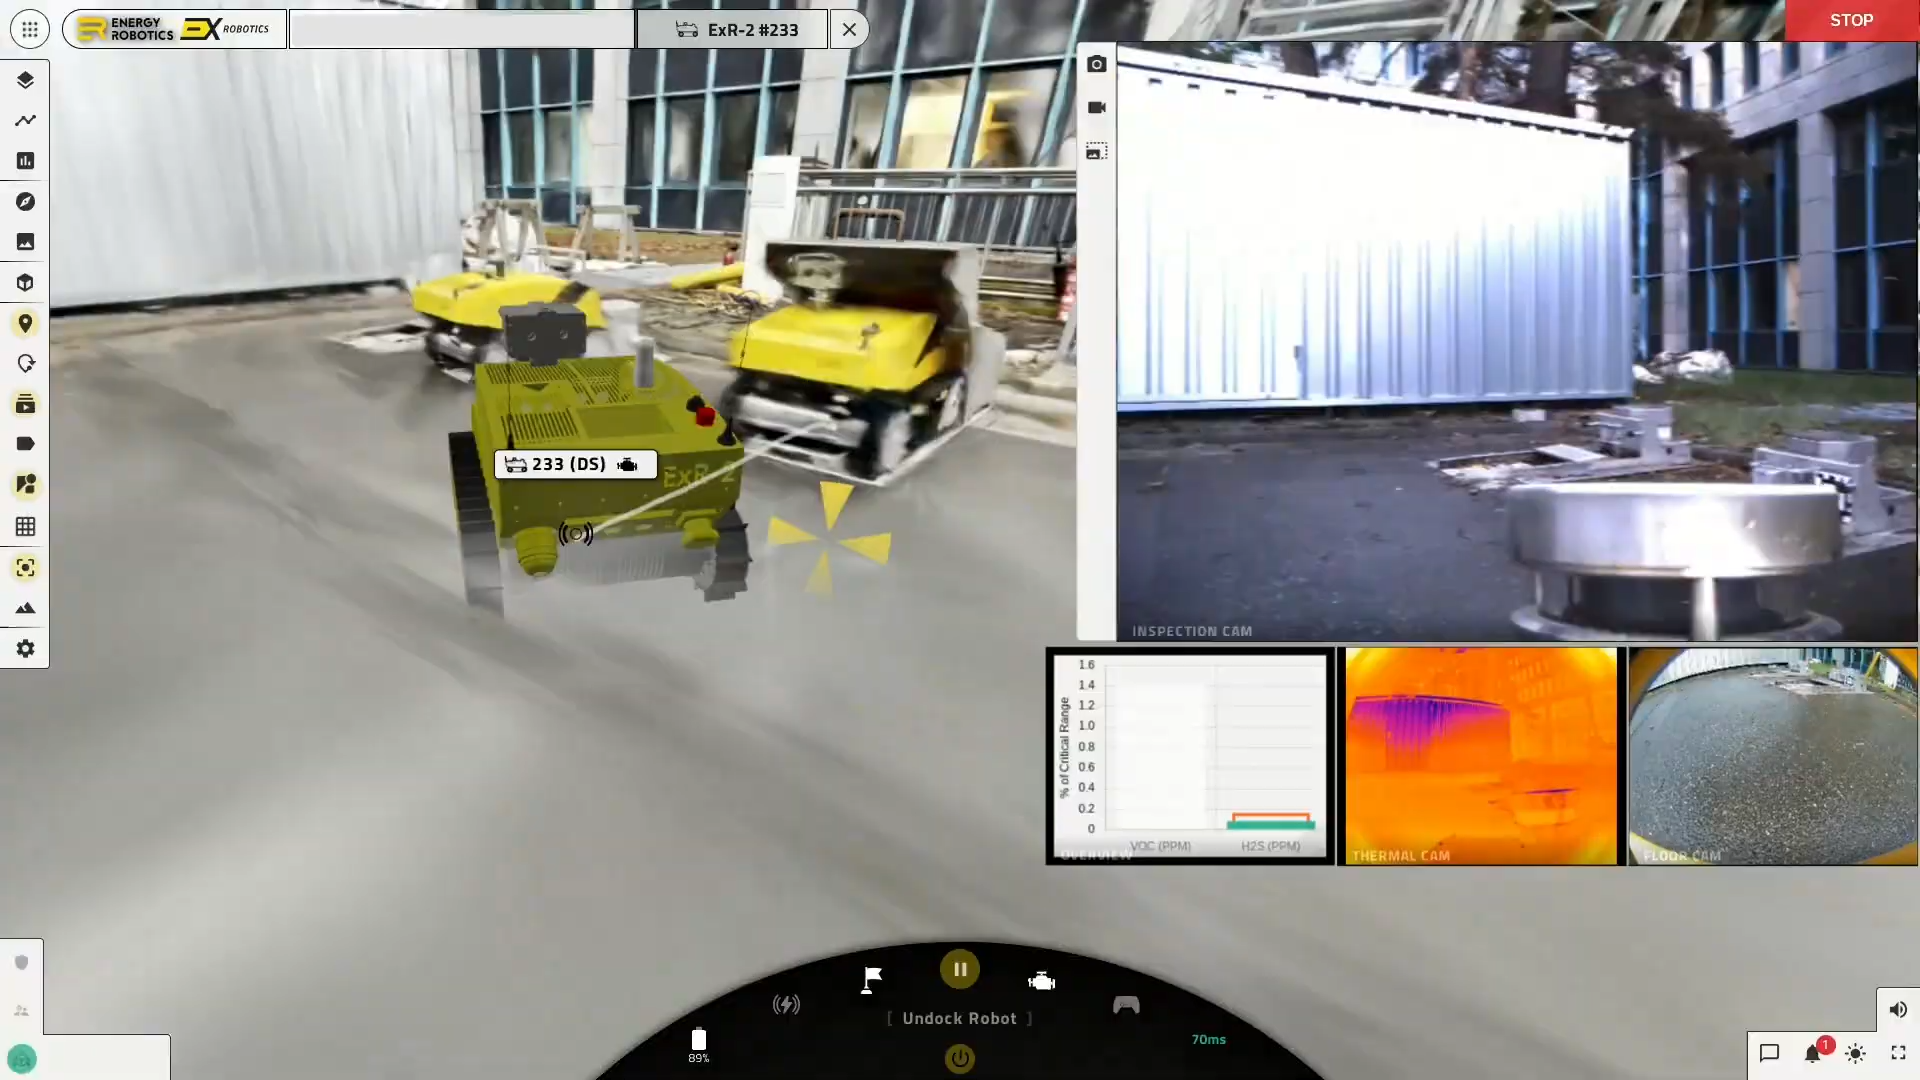 ENERGY ROBOTICS
EX ROBOTICS
ExR-2 #233
STOP
233 (DS)
ExR-2
INSPECTION CAM
% of Critical Range
1.6
1.4
1.2
1.0
0.8
0.6
0.4
0.2
0
VOC (PPM)
H2S (PPM)
OVERVIEW
THERMAL CAM
FLOOR CAM
[ Undock Robot ]
89%
70ms
1